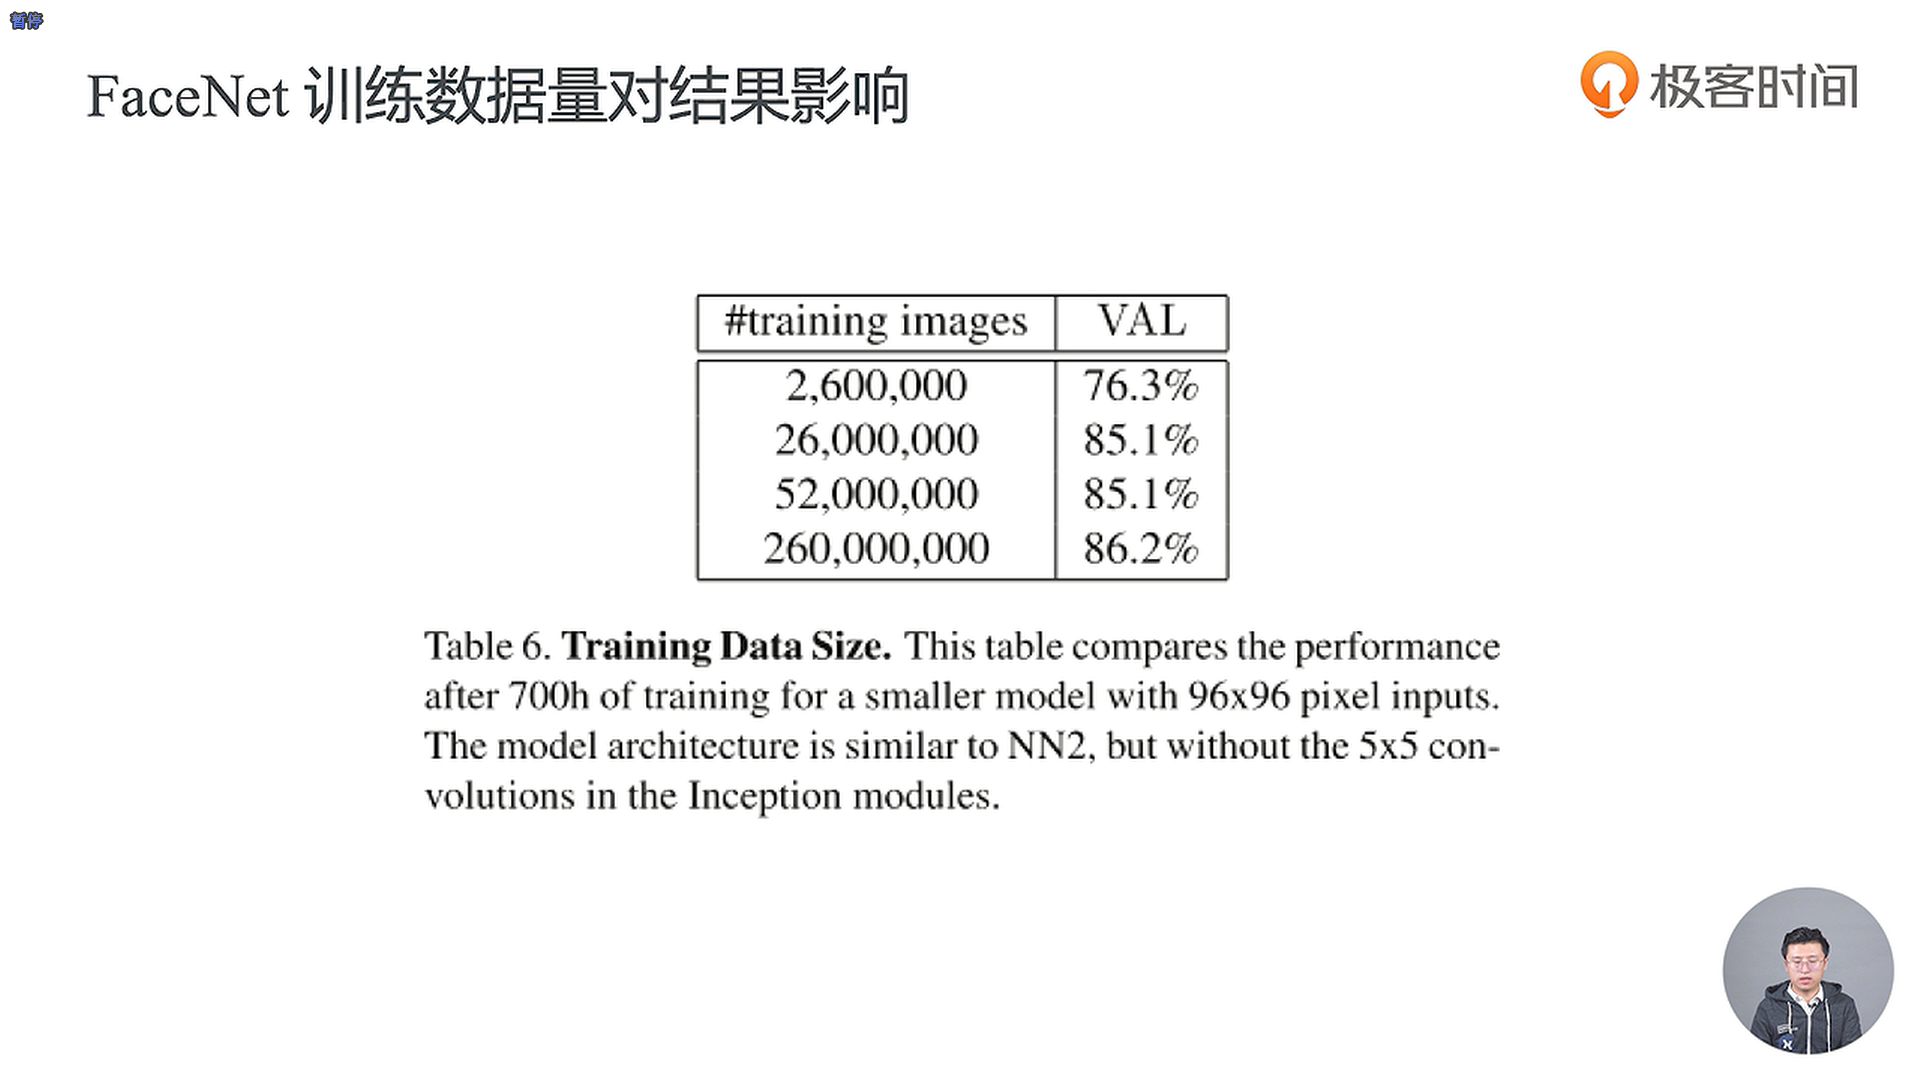 暂停
FaceNet 训练数据量对结果影响
极客时间
#training images VAL
2,600,000 76.3%
26,000,000 85.1%
52,000,000 85.1%
260,000,000 86.2%
Table 6. Training Data Size. This table compares the performance
after 700h of training for a smaller model with 96x96 pixel inputs.
The model architecture is similar to NN2, but without the 5x5 con-
volutions in the Inception modules.